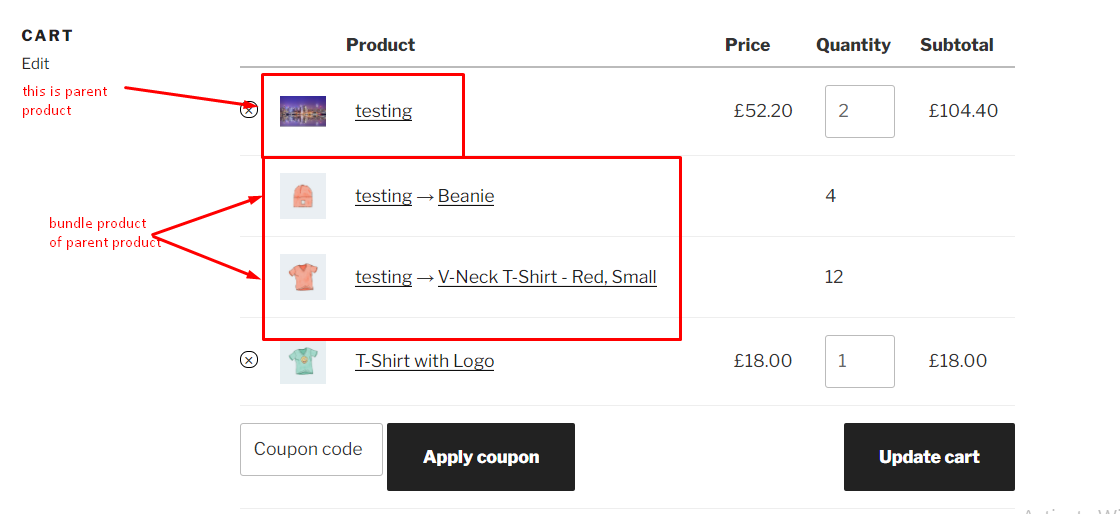 CART
Edit
this is parent
product
Product Price Quantity Subtotal
testing £52.20 2 £104.40
bundle product
of parent product
testing → Beanie 4
testing → V-Neck T-Shirt - Red, Small 12
T-Shirt with Logo £18.00 1 £18.00
Coupon code Apply coupon Update cart